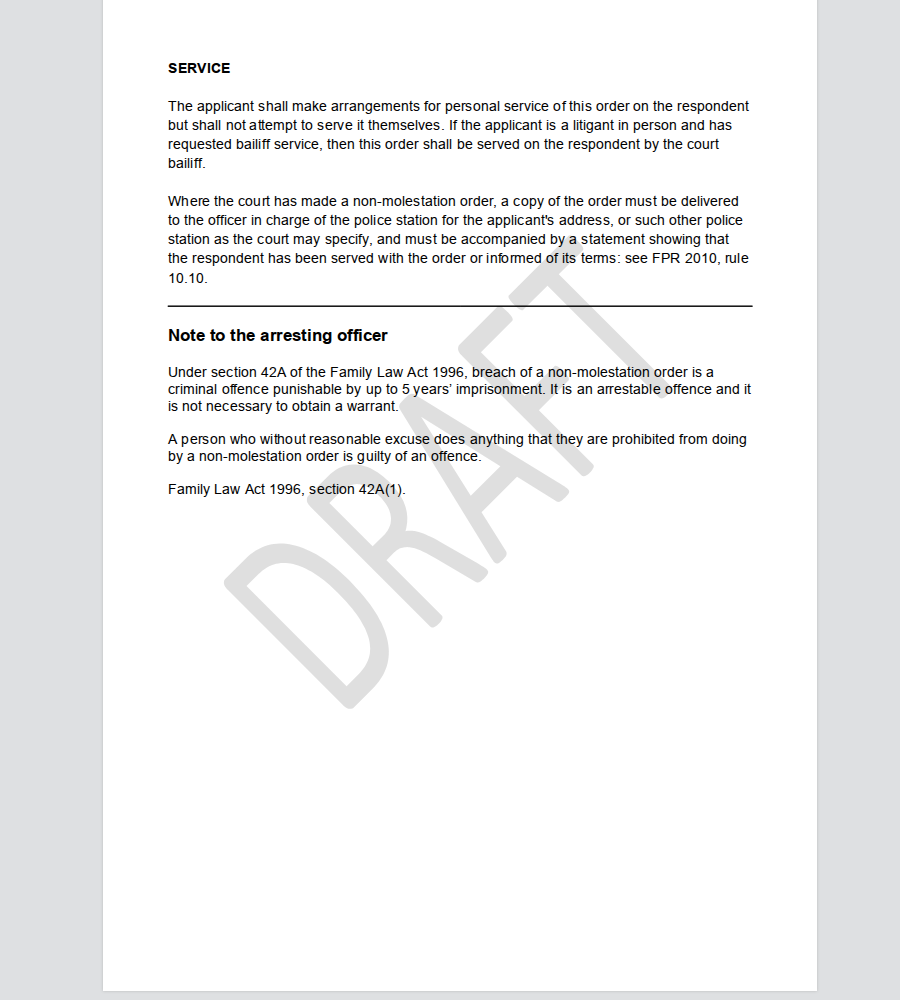 SERVICE
The applicant shall make arrangements for personal service of this order on the respondent
but shall not attempt to serve it themselves. If the applicant is a litigant in person and has
requested bailiff service, then this order shall be served on the respondent by the court
bailiff.
Where the court has made a non-molestation order, a copy of the order must be delivered
to the officer in charge of the police station for the applicant's address, or such other police
station as the court may specify, and must be accompanied by a statement showing that
the respondent has been served with the order or informed of its terms: see FPR 2010, rule
10.10.
Note to the arresting officer
Under section 42A of the Family Law Act 1996, breach of a non-molestation order is a
criminal offence punishable by up to 5 years’ imprisonment. It is an arrestable offence and it
is not necessary to obtain a warrant.
A person who without reasonable excuse does anything that they are prohibited from doing
by a non-molestation order is guilty of an offence.
Family Law Act 1996, section 42A(1).
DRAFT